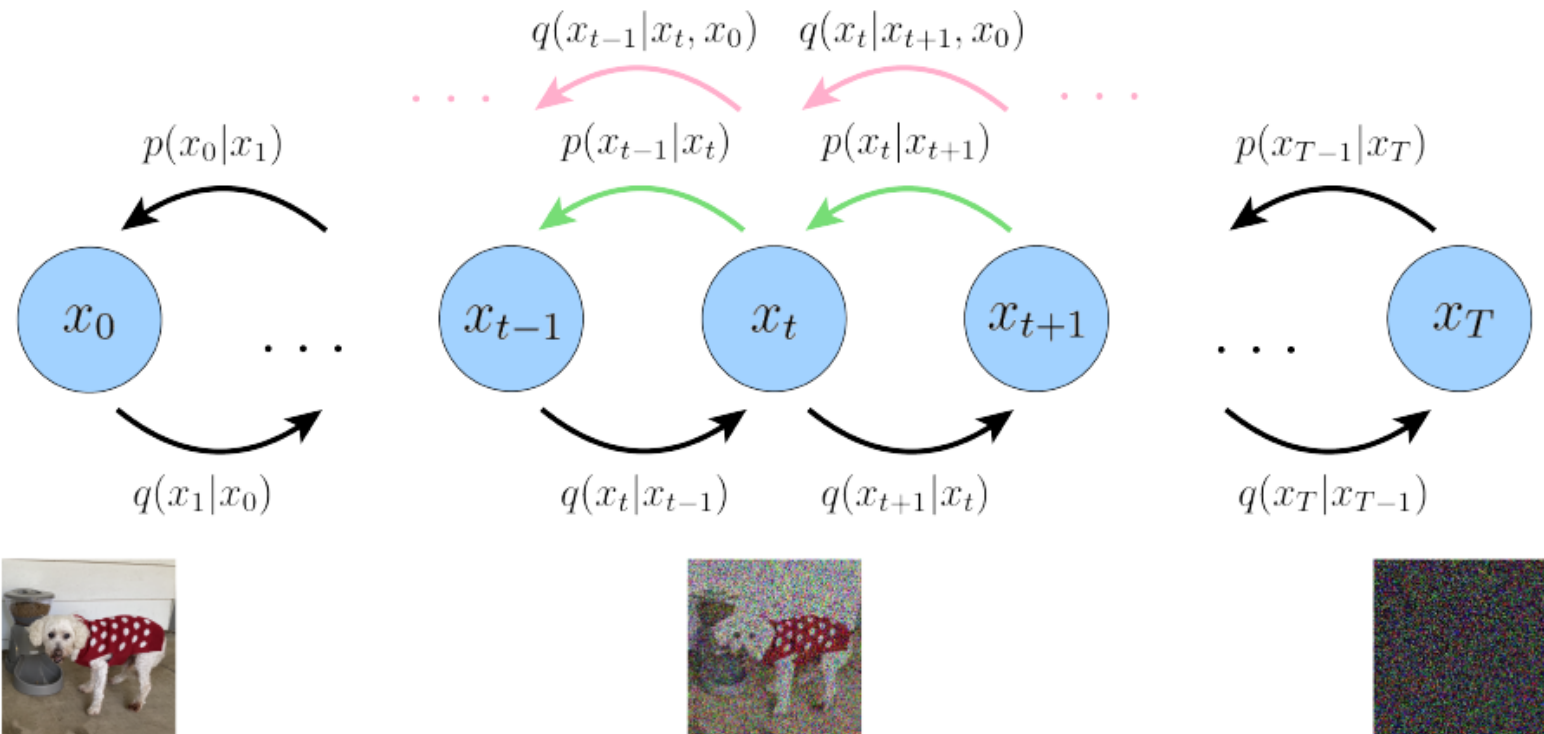 q(x_{t-1}|x_t, x_0) q(x_t|x_{t+1}, x_0)
. . . . . .
p(x_0|x_1) p(x_{t-1}|x_t) p(x_t|x_{t+1}) p(x_{T-1}|x_T)
x_0 x_{t-1} x_t x_{t+1} x_T
. . . . . .
q(x_1|x_0) q(x_t|x_{t-1}) q(x_{t+1}|x_t) q(x_T|x_{T-1})